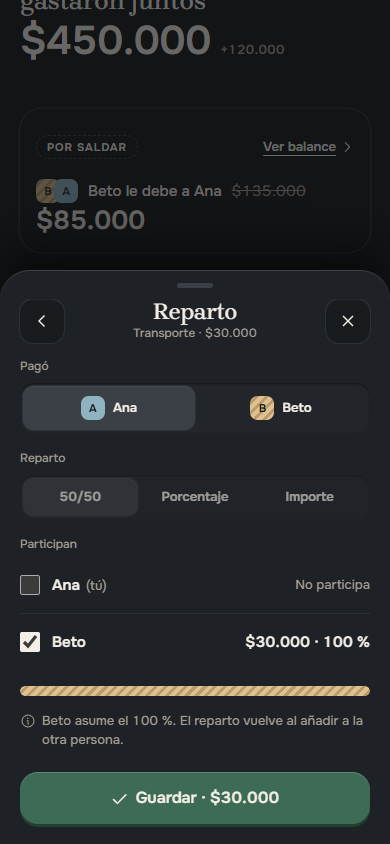 gastaron juntos
$450.000 +120.000
POR SALDAR
Ver balance
B A Beto le debe a Ana $135.000
$85.000
Reparto
Transporte · $30.000
Pagó
A Ana
B Beto
Reparto
50/50 Porcentaje Importe
Participan
Ana (tú) No participa
Beto $30.000 · 100 %
Beto asume el 100 %. El reparto vuelve al añadir a la
otra persona.
Guardar · $30.000